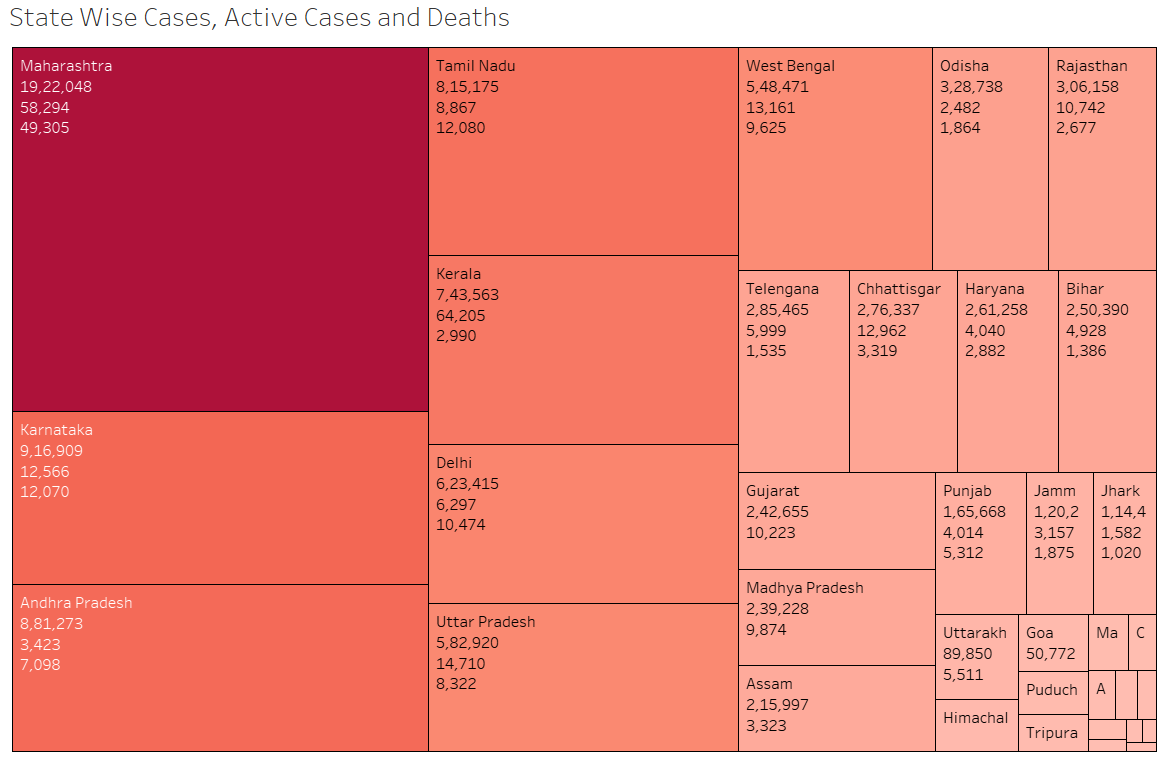 State Wise Cases, Active Cases and Deaths
Maharashtra
19,22,048
58,294
49,305
Karnataka
9,16,909
12,566
12,070
Andhra Pradesh
8,81,273
3,423
7,098
Tamil Nadu
8,15,175
8,867
12,080
Kerala
7,43,563
64,205
2,990
Delhi
6,23,415
6,297
10,474
Uttar Pradesh
5,82,920
14,710
8,322
West Bengal
5,48,471
13,161
9,625
Odisha
3,28,738
2,482
1,864
Rajasthan
3,06,158
10,742
2,677
Telengana
2,85,465
5,999
1,535
Chhattisgar
2,76,337
12,962
3,319
Haryana
2,61,258
4,040
2,882
Bihar
2,50,390
4,928
1,386
Gujarat
2,42,655
10,223
Madhya Pradesh
2,39,228
9,874
Assam
2,15,997
3,323
Punjab
1,65,668
4,014
5,312
Jamm
1,20,2
3,157
1,875
Jhark
1,14,4
1,582
1,020
Uttarakh
89,850
5,511
Himachal
Goa
50,772
Puduch
Tripura
Ma
C
A